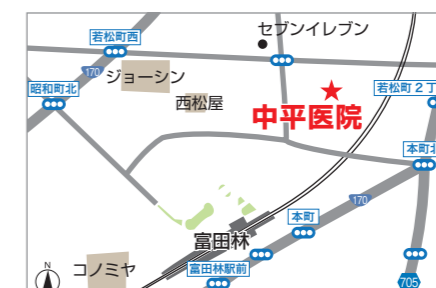 セブンイレブン
若松町西
170
ジョーシン
昭和町北
西松屋
中平医院
若松町2丁
本町北
170
本町
富田林
富田林駅前
コノミヤ
N
705